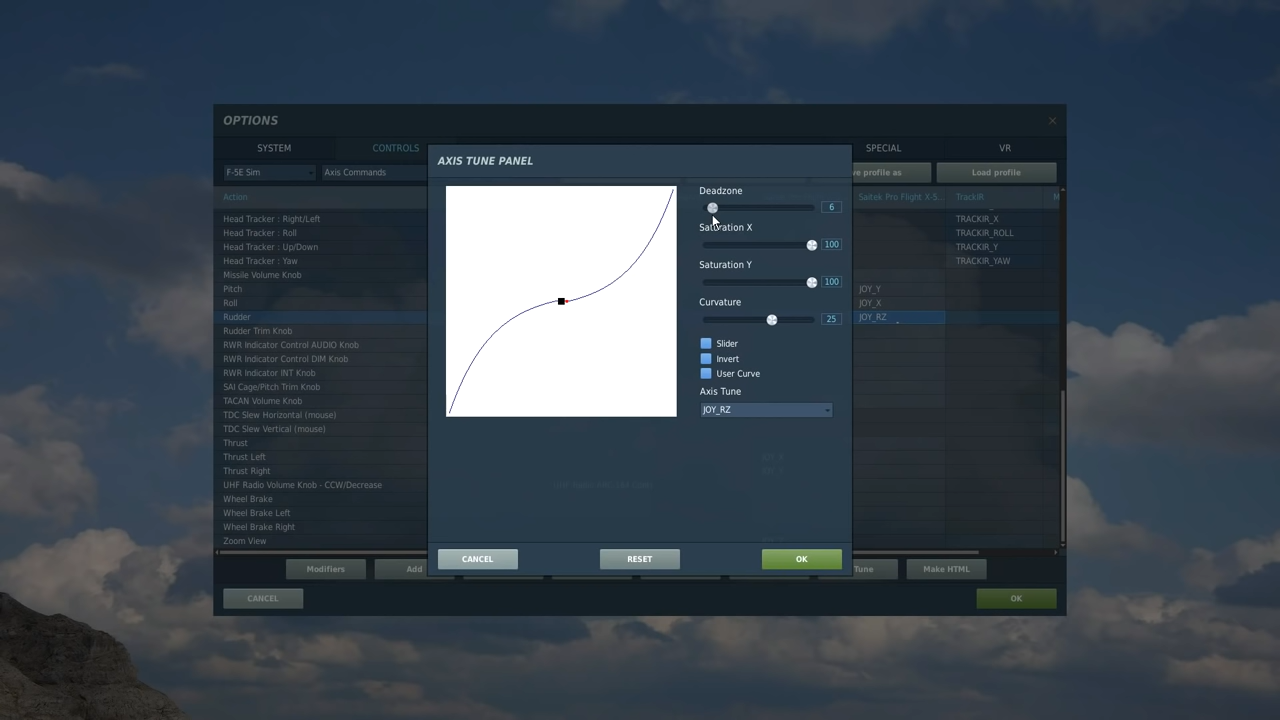 OPTIONS
SYSTEM CONTROLS SPECIAL VR
F-5E Sim Axis Commands ve profile as Load profile
AXIS TUNE PANEL
Deadzone
6
Saturation X
100
Saturation Y
100
Curvature
25
Slider
Invert
User Curve
Axis Tune
JOY_RZ
CANCEL RESET OK
Action Saitek Pro Flight X-5... TrackIR M
Head Tracker : Right/Left TRACKIR_X
Head Tracker : Roll TRACKIR_ROLL
Head Tracker : Up/Down TRACKIR_Y
Head Tracker : Yaw TRACKIR_YAW
Missile Volume Knob
Pitch JOY_Y
Roll JOY_X
Rudder JOY_RZ
Rudder Trim Knob
RWR Indicator Control AUDIO Knob
RWR Indicator Control DIM Knob
RWR Indicator INT Knob
SAI Cage/Pitch Trim Knob
TACAN Volume Knob
TDC Slew Horizontal (mouse)
TDC Slew Vertical (mouse)
Thrust
Thrust Left
Thrust Right
UHF Radio Volume Knob - CCW/Decrease
Wheel Brake
Wheel Brake Left
Wheel Brake Right
Zoom View
Modifiers Add Tune Make HTML
CANCEL OK